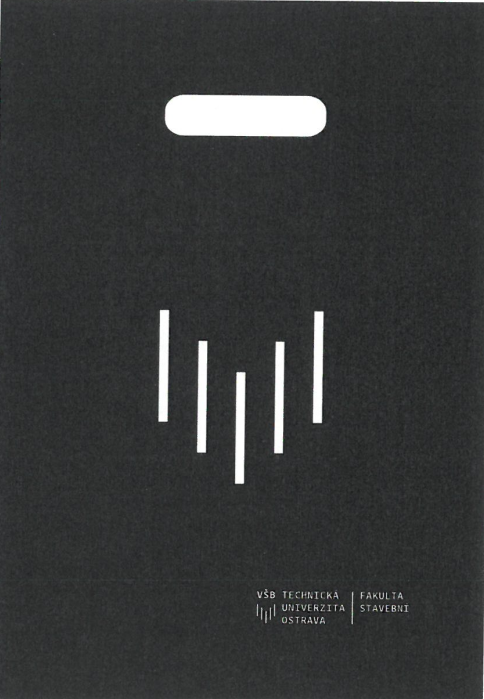 VŠB TECHNICKÁ
UNIVERZITA
OSTRAVA
FAKULTA
STAVEBNÍ